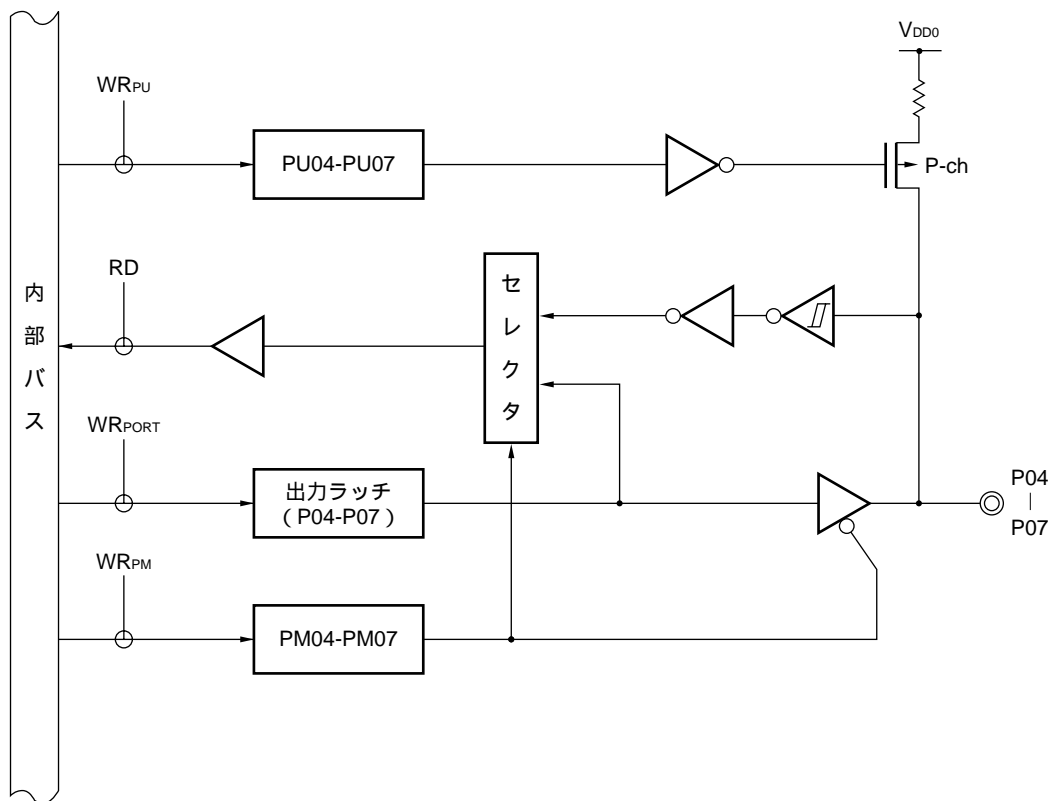 VDD0
WRPU
PU04-PU07
P-ch
RD
セレクタ
内部バス
WRPORT
出力ラッチ
(P04-P07)
P04
|
P07
WRPM
PM04-PM07